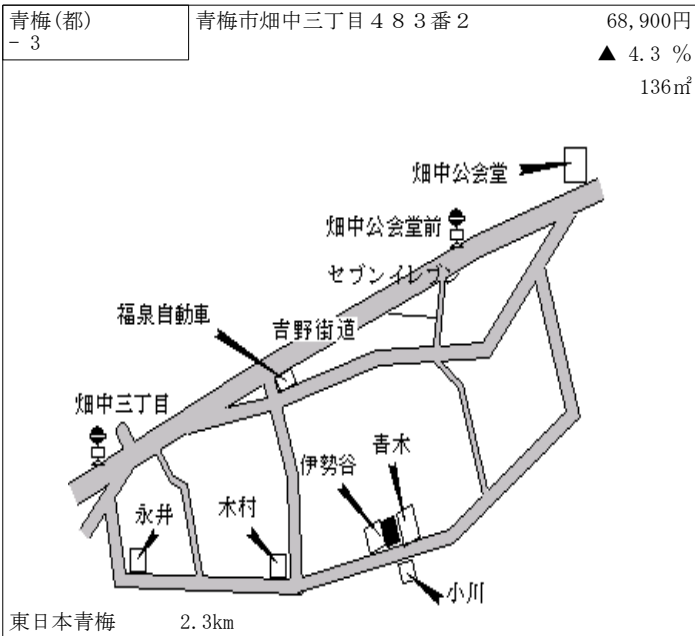 青梅(都)
- 3
青梅市畑中三丁目４８３番２
68,900円
▲ 4.3 %
136㎡
畑中公会堂
畑中公会堂前
セブンイレブン
福泉自動車
吉野街道
畑中三丁目
青木
伊勢谷
木村
永井
小川
東日本青梅 2.3km